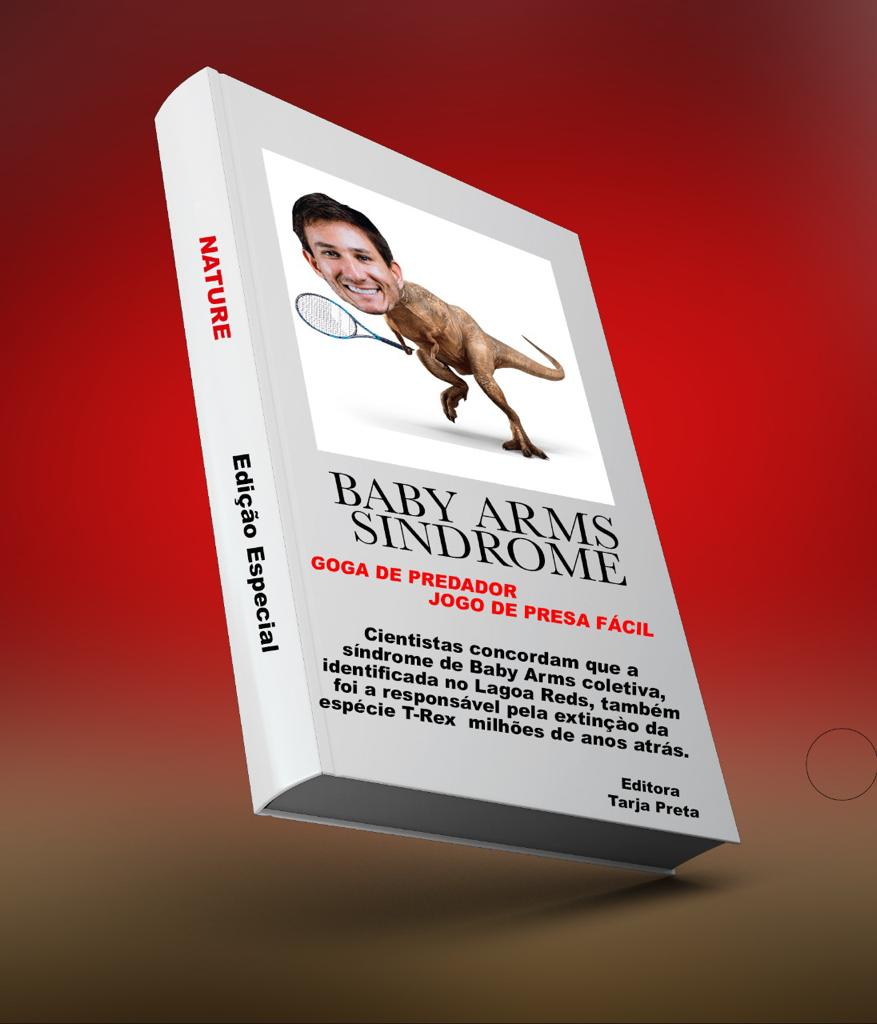 NATURE
Edição Especial
BABY ARMS
SINDROME
GOGA DE PREDADOR
JOGO DE PRESA FÁCIL
Cientistas concordam que a
síndrome de Baby Arms coletiva,
identificada no Lagoa Reds, também
foi a responsável pela extinçào da
espécie T-Rex milhões de anos atrás.
Editora
Tarja Preta